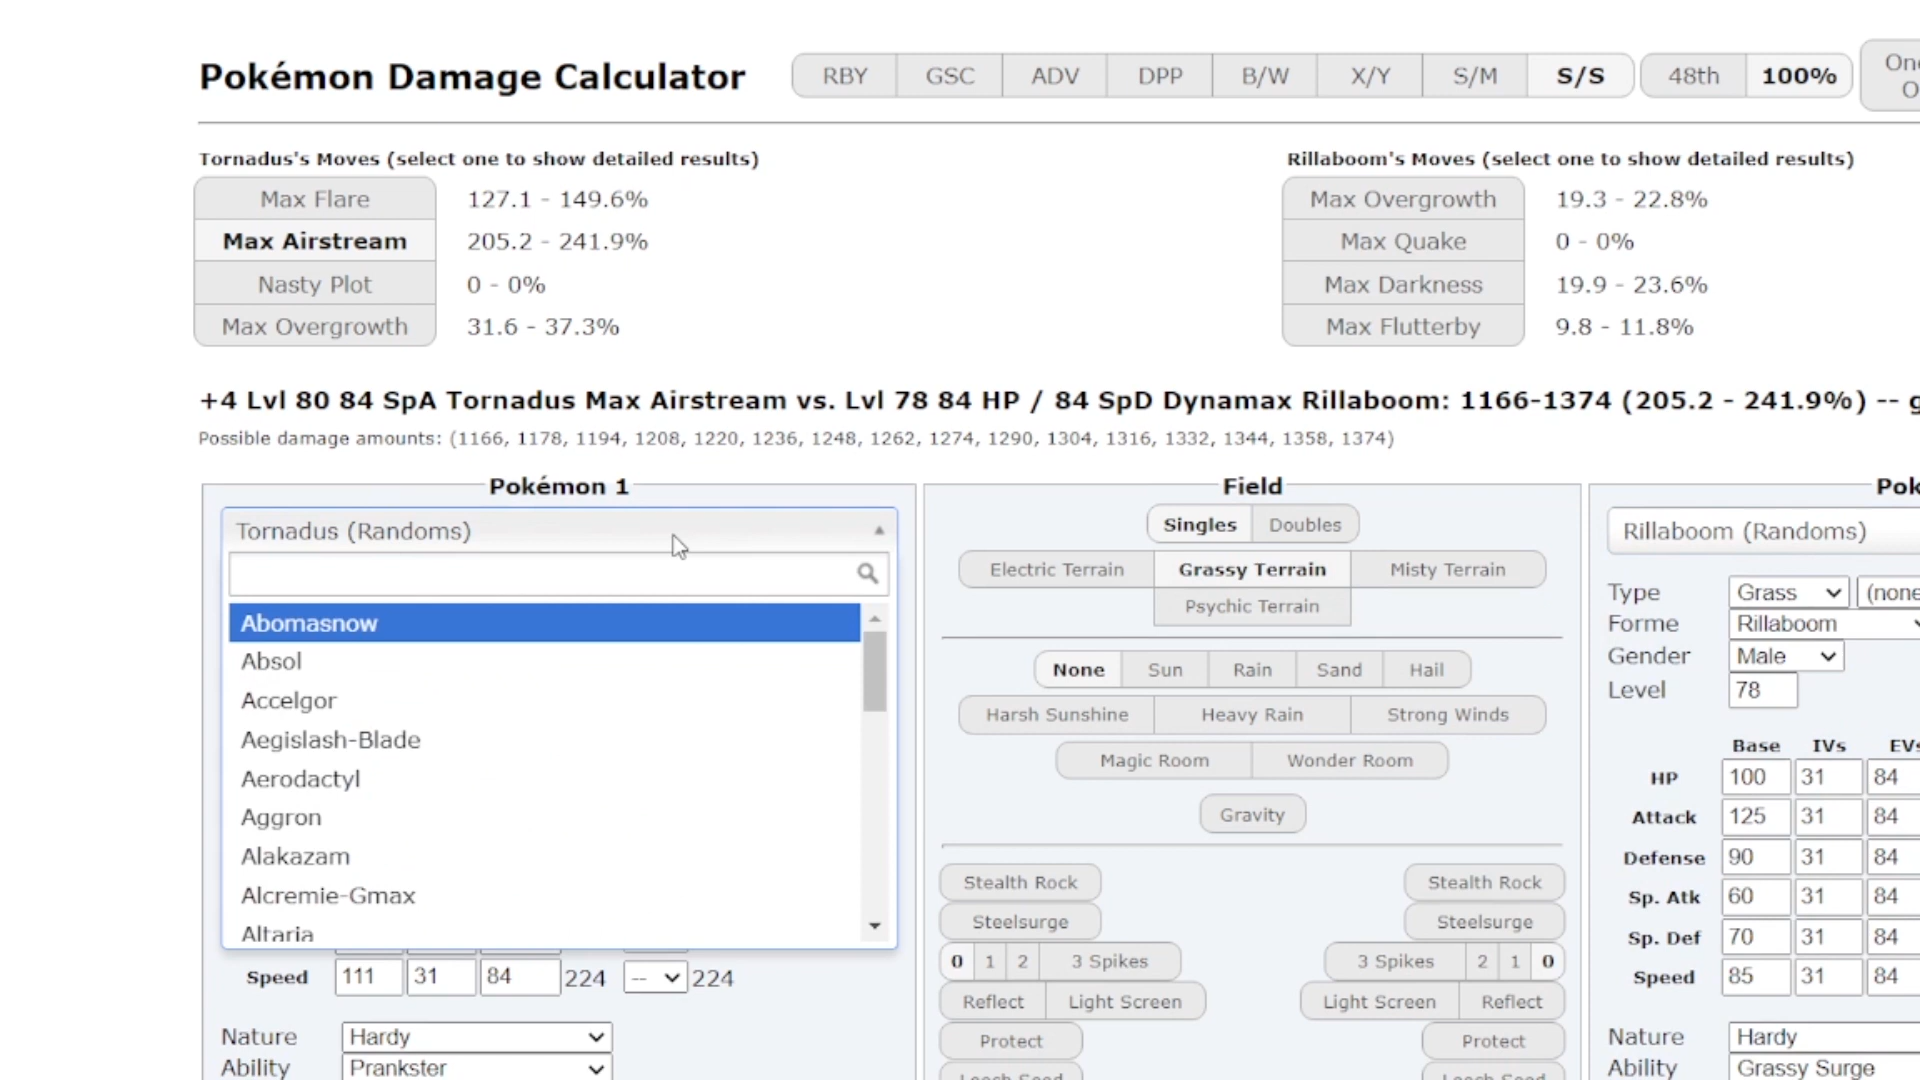 Pokémon Damage Calculator RBY GSC ADV DPP B/W X/Y S/M S/S 48th 100%
Tornadus's Moves (select one to show detailed results) Rillaboom's Moves (select one to show detailed results)
Max Flare 127.1 - 149.6% Max Overgrowth 19.3 - 22.8%
Max Airstream 205.2 - 241.9% Max Quake 0 - 0%
Nasty Plot 0 - 0% Max Darkness 19.9 - 23.6%
Max Overgrowth 31.6 - 37.3% Max Flutterby 9.8 - 11.8%
+4 Lvl 80 84 SpA Tornadus Max Airstream vs. Lvl 78 84 HP / 84 SpD Dynamax Rillaboom: 1166-1374 (205.2 - 241.9%) --
Possible damage amounts: (1166, 1178, 1194, 1208, 1220, 1236, 1248, 1262, 1274, 1290, 1304, 1316, 1332, 1344, 1358, 1374)
Pokémon 1
Tornadus (Randoms)
Abomasnow
Absol
Accelgor
Aegislash-Blade
Aerodactyl
Aggron
Alakazam
Alcremie-Gmax
Altaria
Speed 111 31 84 224 -- 224
Nature Hardy
Ability Prankster
Field
Singles Doubles
Electric Terrain Grassy Terrain Misty Terrain
Psychic Terrain
None Sun Rain Sand Hail
Harsh Sunshine Heavy Rain Strong Winds
Magic Room Wonder Room
Gravity
Stealth Rock Stealth Rock
Steelsurge Steelsurge
0 1 2 3 Spikes 3 Spikes 2 1 0
Reflect Light Screen Light Screen Reflect
Protect Protect
Leech Seed Leech Seed
Pok
Rillaboom (Randoms)
Type Grass (none
Forme Rillaboom
Gender Male
Level 78
Base IVs EVs
HP 100 31 84
Attack 125 31 84
Defense 90 31 84
Sp. Atk 60 31 84
Sp. Def 70 31 84
Speed 85 31 84
Nature Hardy
Ability Grassy Surge